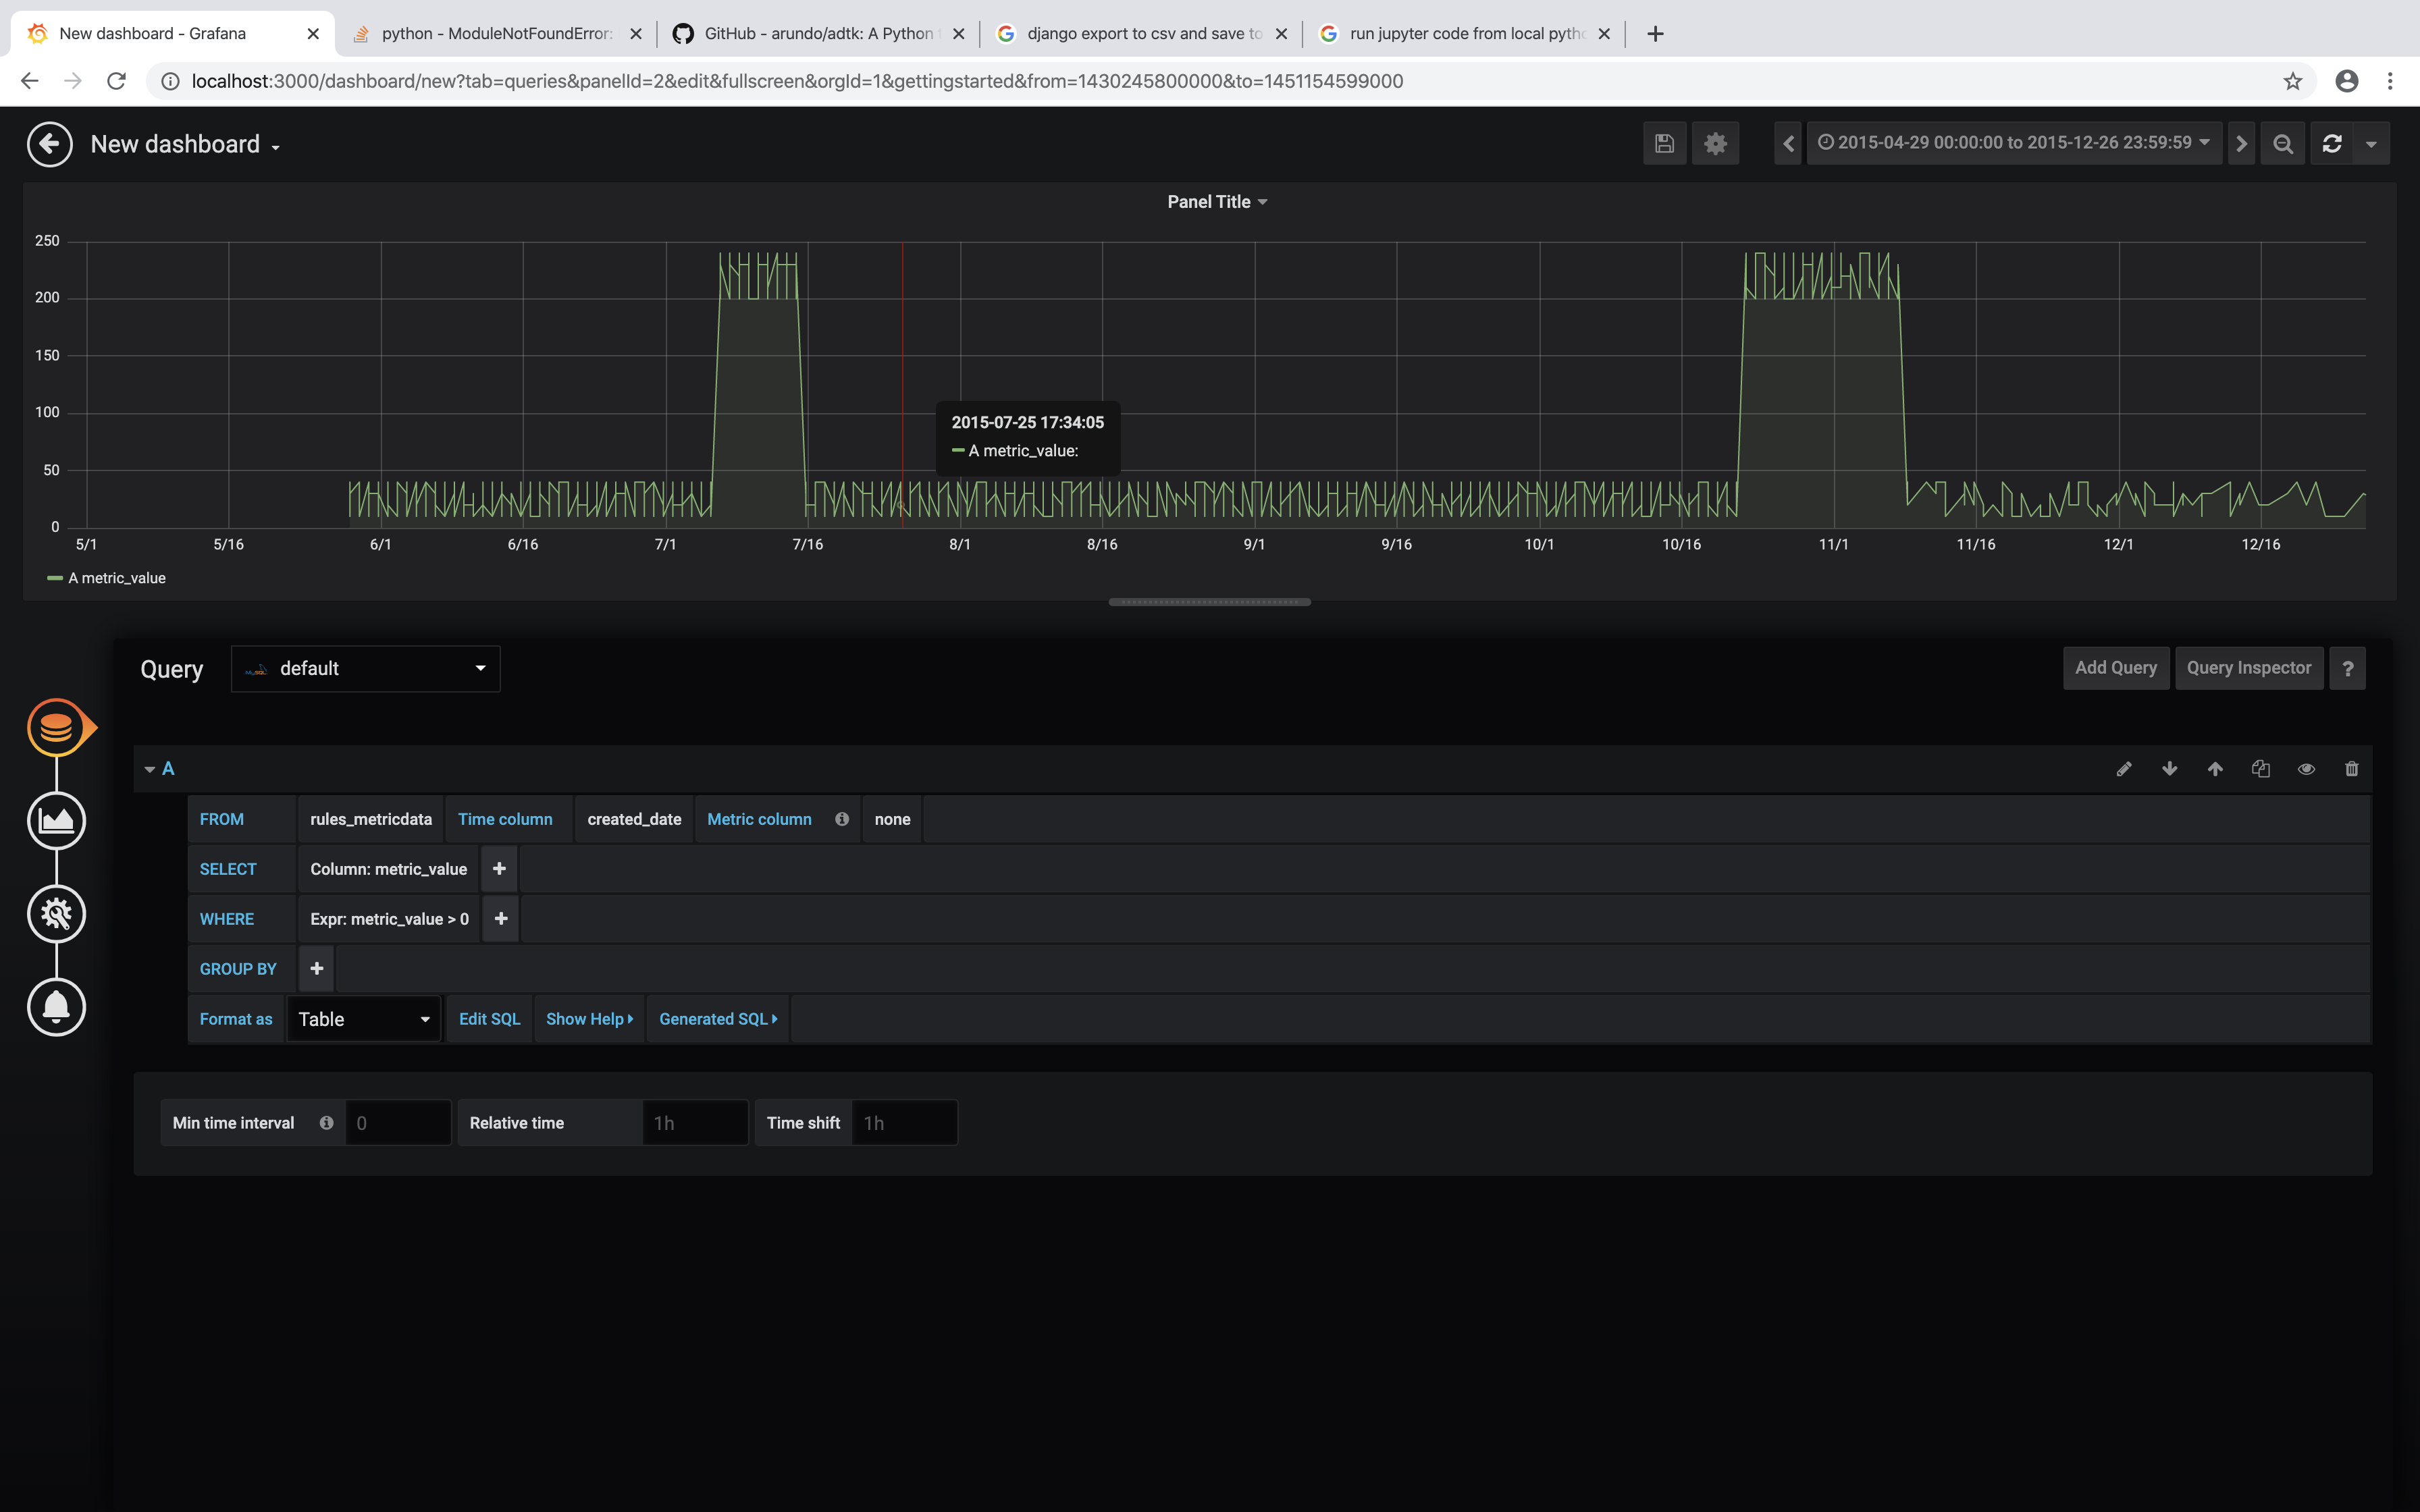 New dashboard - Grafana
python - ModuleNotFoundError:
GitHub - arundo/adtk: A Python
django export to csv and save to
run jupyter code from local pyth
localhost:3000/dashboard/new?tab=queries&panelId=2&edit&fullscreen&orgId=1&gettingstarted&from=1430245800000&to=1451154599000
New dashboard
2015-04-29 00:00:00 to 2015-12-26 23:59:59
Panel Title
250
200
150
100
50
0
2015-07-25 17:34:05
A metric_value:
5/1 5/16 6/1 6/16 7/1 7/16 8/1 8/16 9/1 9/16 10/1 10/16 11/1 11/16 12/1 12/16
A metric_value
Query default Add Query Query Inspector ?
A
FROM rules_metricdata Time column created_date Metric column none
SELECT Column: metric_value +
WHERE Expr: metric_value > 0 +
GROUP BY +
Format as Table Edit SQL Show Help Generated SQL
Min time interval 0 Relative time 1h Time shift 1h